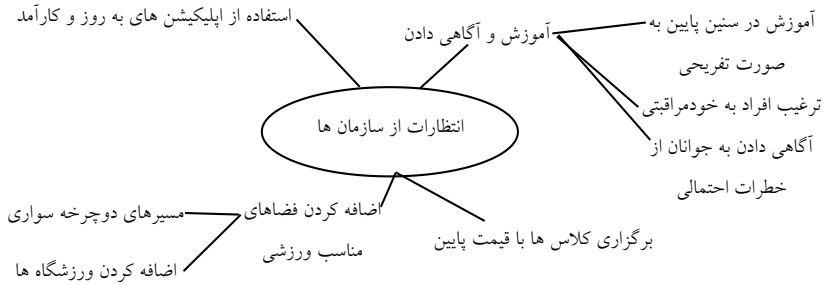 استفاده از اپلیکیشن های به روز و کارآمد
آموزش و آگاهی دادن
آموزش در سنین پایین به
صورت تفریحی
ترغیب افراد به خودمراقبتی
آگاهی دادن به جوانان از
خطرات احتمالی
انتظارات از سازمان ها
اضافه کردن فضاهای
مناسب ورزشی
مسیرهای دوچرخه سواری
اضافه کردن ورزشگاه ها
برگزاری کلاس ها با قیمت پایین